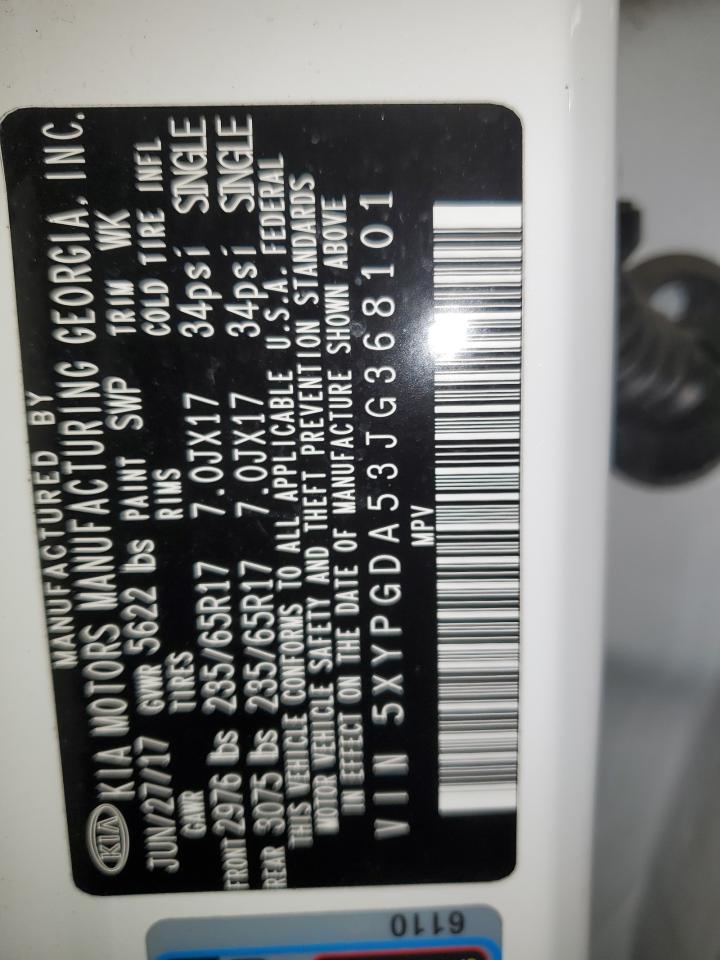 MANUFACTURED BY
KIA KIA MOTORS MANUFACTURING GEORGIA, INC.
JUN/27/17 GVWR 5622 lbs PAINT SWP TRIM WK
GAWR TIRES RIMS COLD TIRE INFL
FRONT 2976 lbs 235/65R17 7.0JX17 34psi SINGLE
REAR 3075 lbs 235/65R17 7.0JX17 34psi SINGLE
THIS VEHICLE CONFORMS TO ALL APPLICABLE U.S.A. FEDERAL
MOTOR VEHICLE SAFETY AND THEFT PREVENTION STANDARDS
IN EFFECT ON THE DATE OF MANUFACTURE SHOWN ABOVE
VIN 5XYPGDA53JG368101
MPV
6110